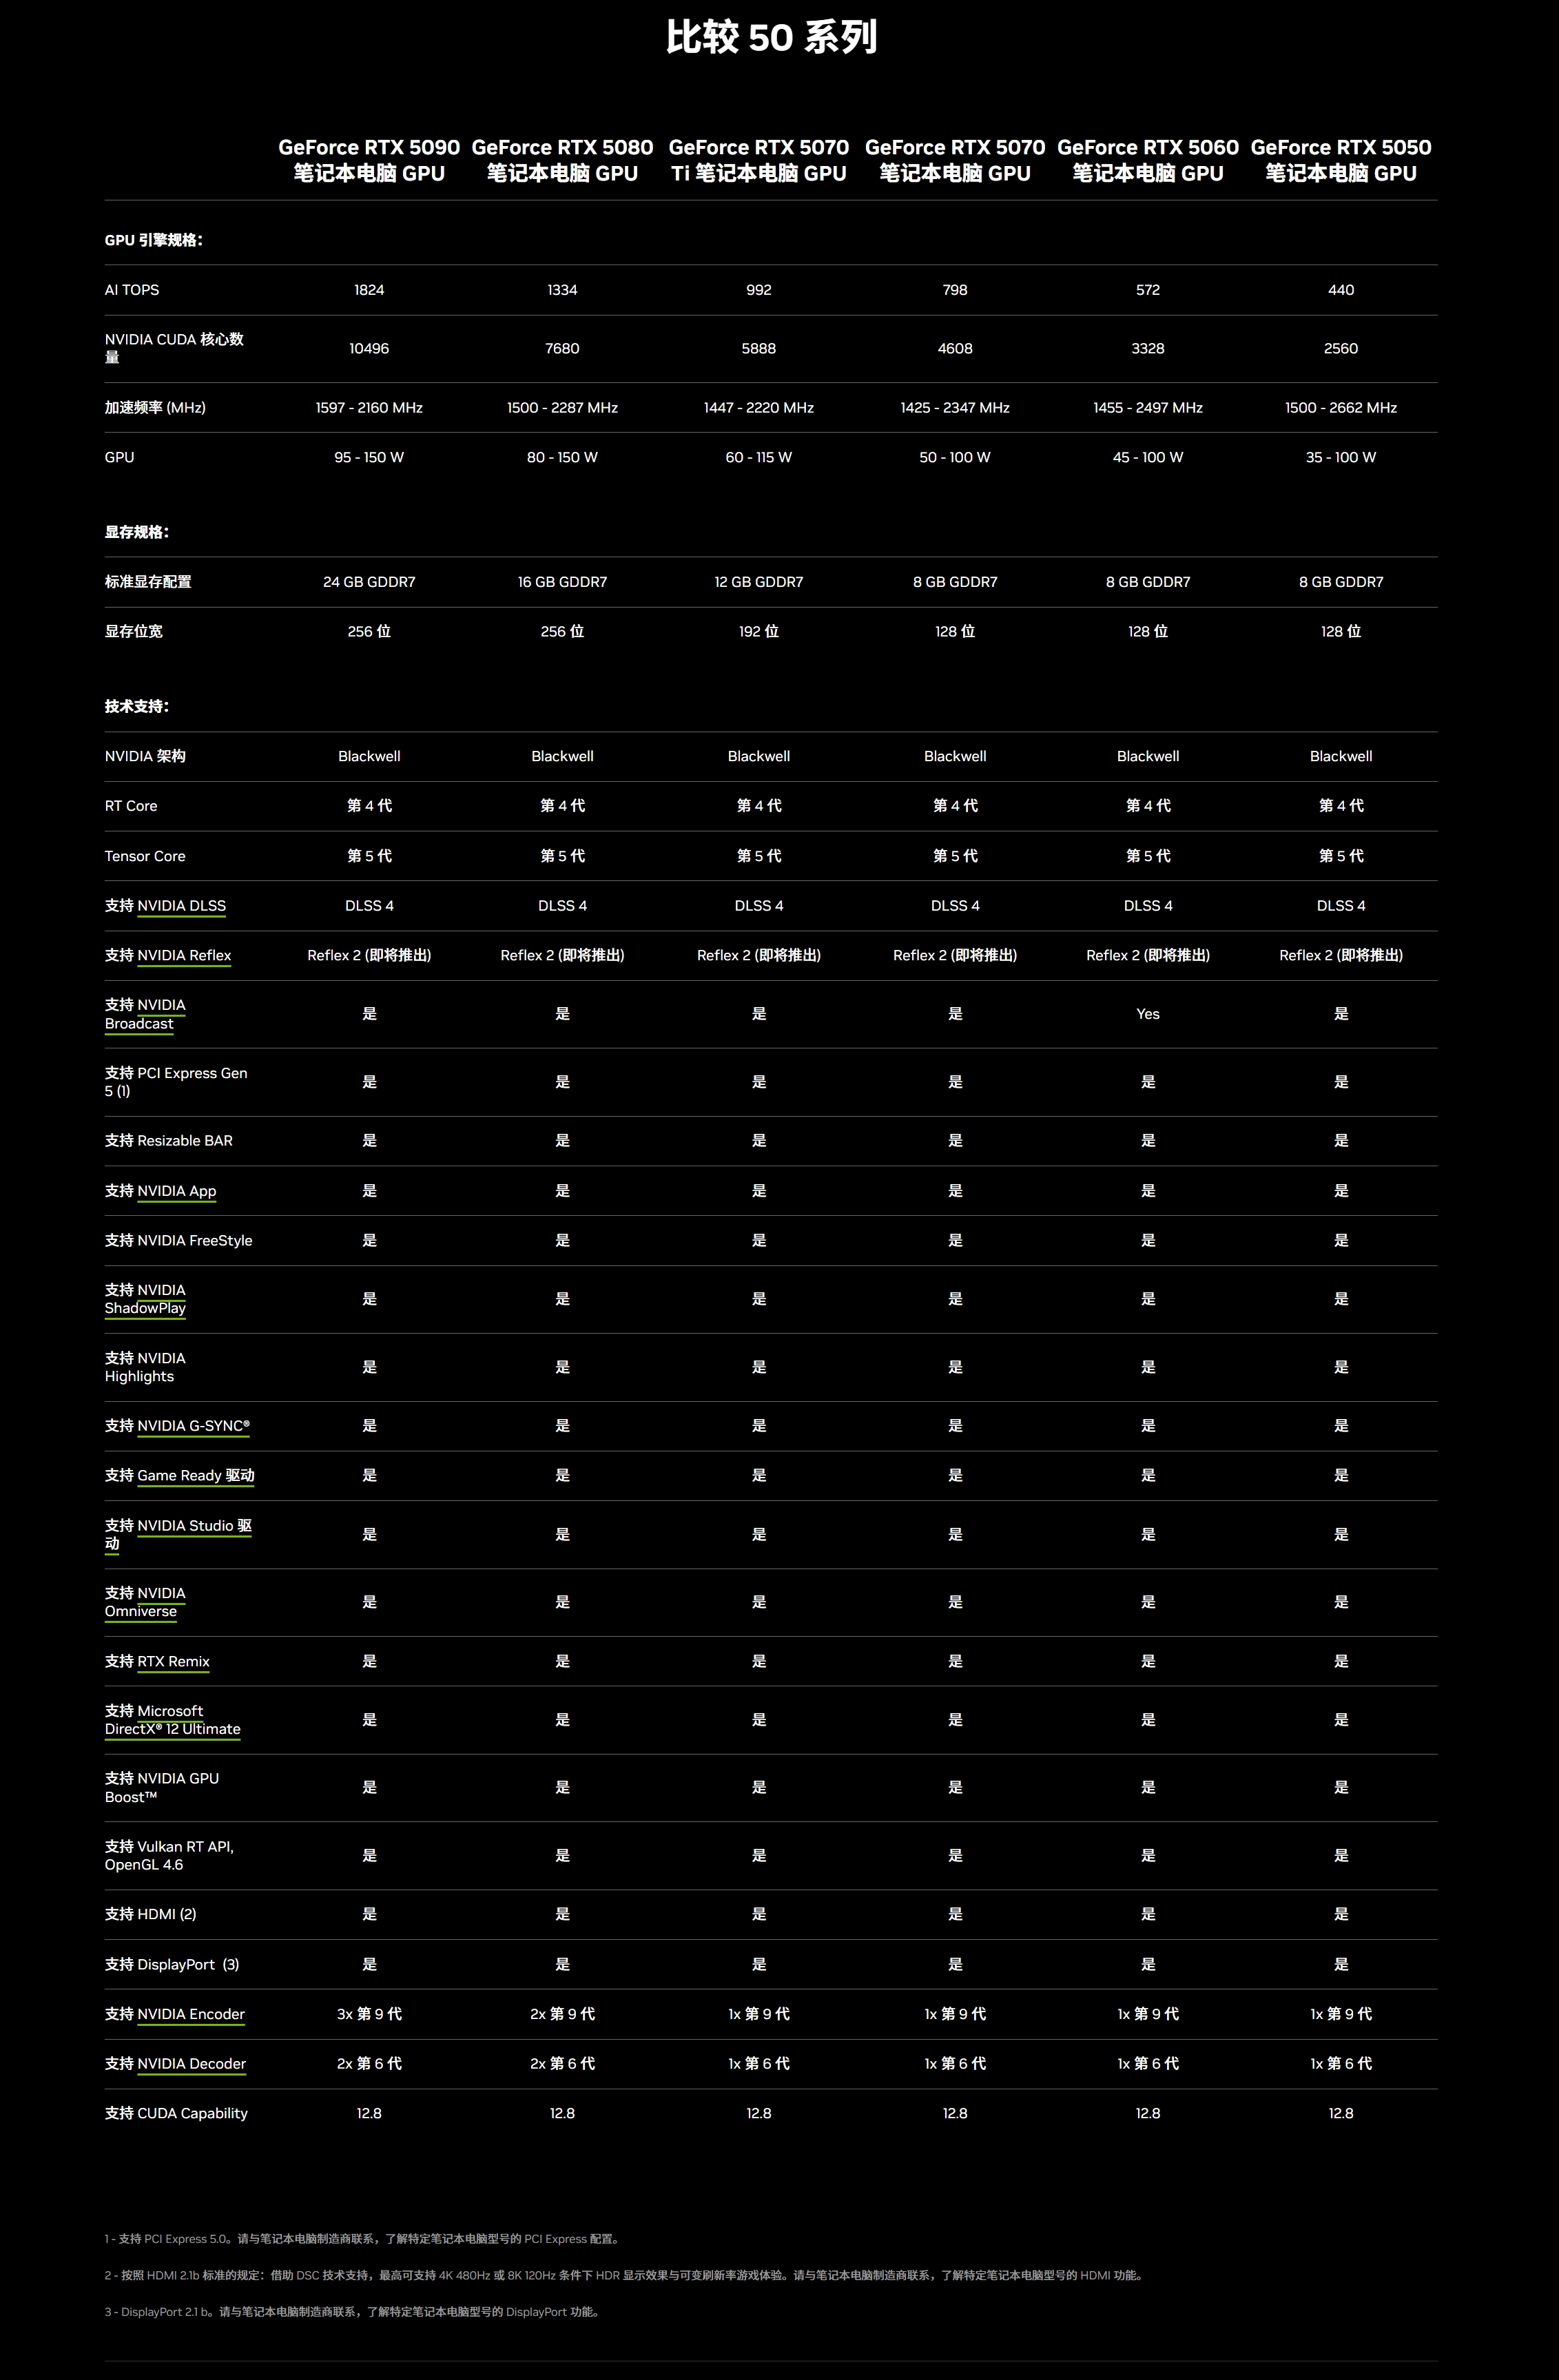 比较 50 系列
GeForce RTX 5090 笔记本电脑 GPU GeForce RTX 5080 笔记本电脑 GPU GeForce RTX 5070 Ti 笔记本电脑 GPU GeForce RTX 5070 笔记本电脑 GPU GeForce RTX 5060 笔记本电脑 GPU GeForce RTX 5050 笔记本电脑 GPU
GPU 引擎规格：
AI TOPS 1824 1334 992 798 572 440
NVIDIA CUDA 核心数量 10496 7680 5888 4608 3328 2560
加速频率 (MHz) 1597 - 2160 MHz 1500 - 2287 MHz 1447 - 2220 MHz 1425 - 2347 MHz 1455 - 2497 MHz 1500 - 2662 MHz
GPU 95 - 150 W 80 - 150 W 60 - 115 W 50 - 100 W 45 - 100 W 35 - 100 W
显存规格：
标准显存配置 24 GB GDDR7 16 GB GDDR7 12 GB GDDR7 8 GB GDDR7 8 GB GDDR7 8 GB GDDR7
显存位宽 256 位 256 位 192 位 128 位 128 位 128 位
技术支持：
NVIDIA 架构 Blackwell Blackwell Blackwell Blackwell Blackwell Blackwell
RT Core 第 4 代 第 4 代 第 4 代 第 4 代 第 4 代 第 4 代
Tensor Core 第 5 代 第 5 代 第 5 代 第 5 代 第 5 代 第 5 代
支持 NVIDIA DLSS DLSS 4 DLSS 4 DLSS 4 DLSS 4 DLSS 4 DLSS 4
支持 NVIDIA Reflex Reflex 2 (即将推出) Reflex 2 (即将推出) Reflex 2 (即将推出) Reflex 2 (即将推出) Reflex 2 (即将推出) Reflex 2 (即将推出)
支持 NVIDIA Broadcast 是 是 是 是 Yes 是
支持 PCI Express Gen 5 (1) 是 是 是 是 是 是
支持 Resizable BAR 是 是 是 是 是 是
支持 NVIDIA App 是 是 是 是 是 是
支持 NVIDIA FreeStyle 是 是 是 是 是 是
支持 NVIDIA ShadowPlay 是 是 是 是 是 是
支持 NVIDIA Highlights 是 是 是 是 是 是
支持 NVIDIA G-SYNC® 是 是 是 是 是 是
支持 Game Ready 驱动 是 是 是 是 是 是
支持 NVIDIA Studio 驱动 是 是 是 是 是 是
支持 NVIDIA Omniverse 是 是 是 是 是 是
支持 RTX Remix 是 是 是 是 是 是
支持 Microsoft DirectX® 12 Ultimate 是 是 是 是 是 是
支持 NVIDIA GPU Boost™ 是 是 是 是 是 是
支持 Vulkan RT API, OpenGL 4.6 是 是 是 是 是 是
支持 HDMI (2) 是 是 是 是 是 是
支持 DisplayPort (3) 是 是 是 是 是 是
支持 NVIDIA Encoder 3x 第 9 代 2x 第 9 代 1x 第 9 代 1x 第 9 代 1x 第 9 代 1x 第 9 代
支持 NVIDIA Decoder 2x 第 6 代 2x 第 6 代 1x 第 6 代 1x 第 6 代 1x 第 6 代 1x 第 6 代
支持 CUDA Capability 12.8 12.8 12.8 12.8 12.8 12.8
1 - 支持 PCI Express 5.0。请与笔记本电脑制造商联系，了解特定笔记本电脑型号的 PCI Express 配置。
2 - 按照 HDMI 2.1b 标准的规定：借助 DSC 技术支持，最高可支持 4K 480Hz 或 8K 120Hz 条件下 HDR 显示效果与可变刷新率游戏体验。请与笔记本电脑制造商联系，了解特定笔记本电脑型号的 HDMI 功能。
3 - DisplayPort 2.1 b。请与笔记本电脑制造商联系，了解特定笔记本电脑型号的 DisplayPort 功能。